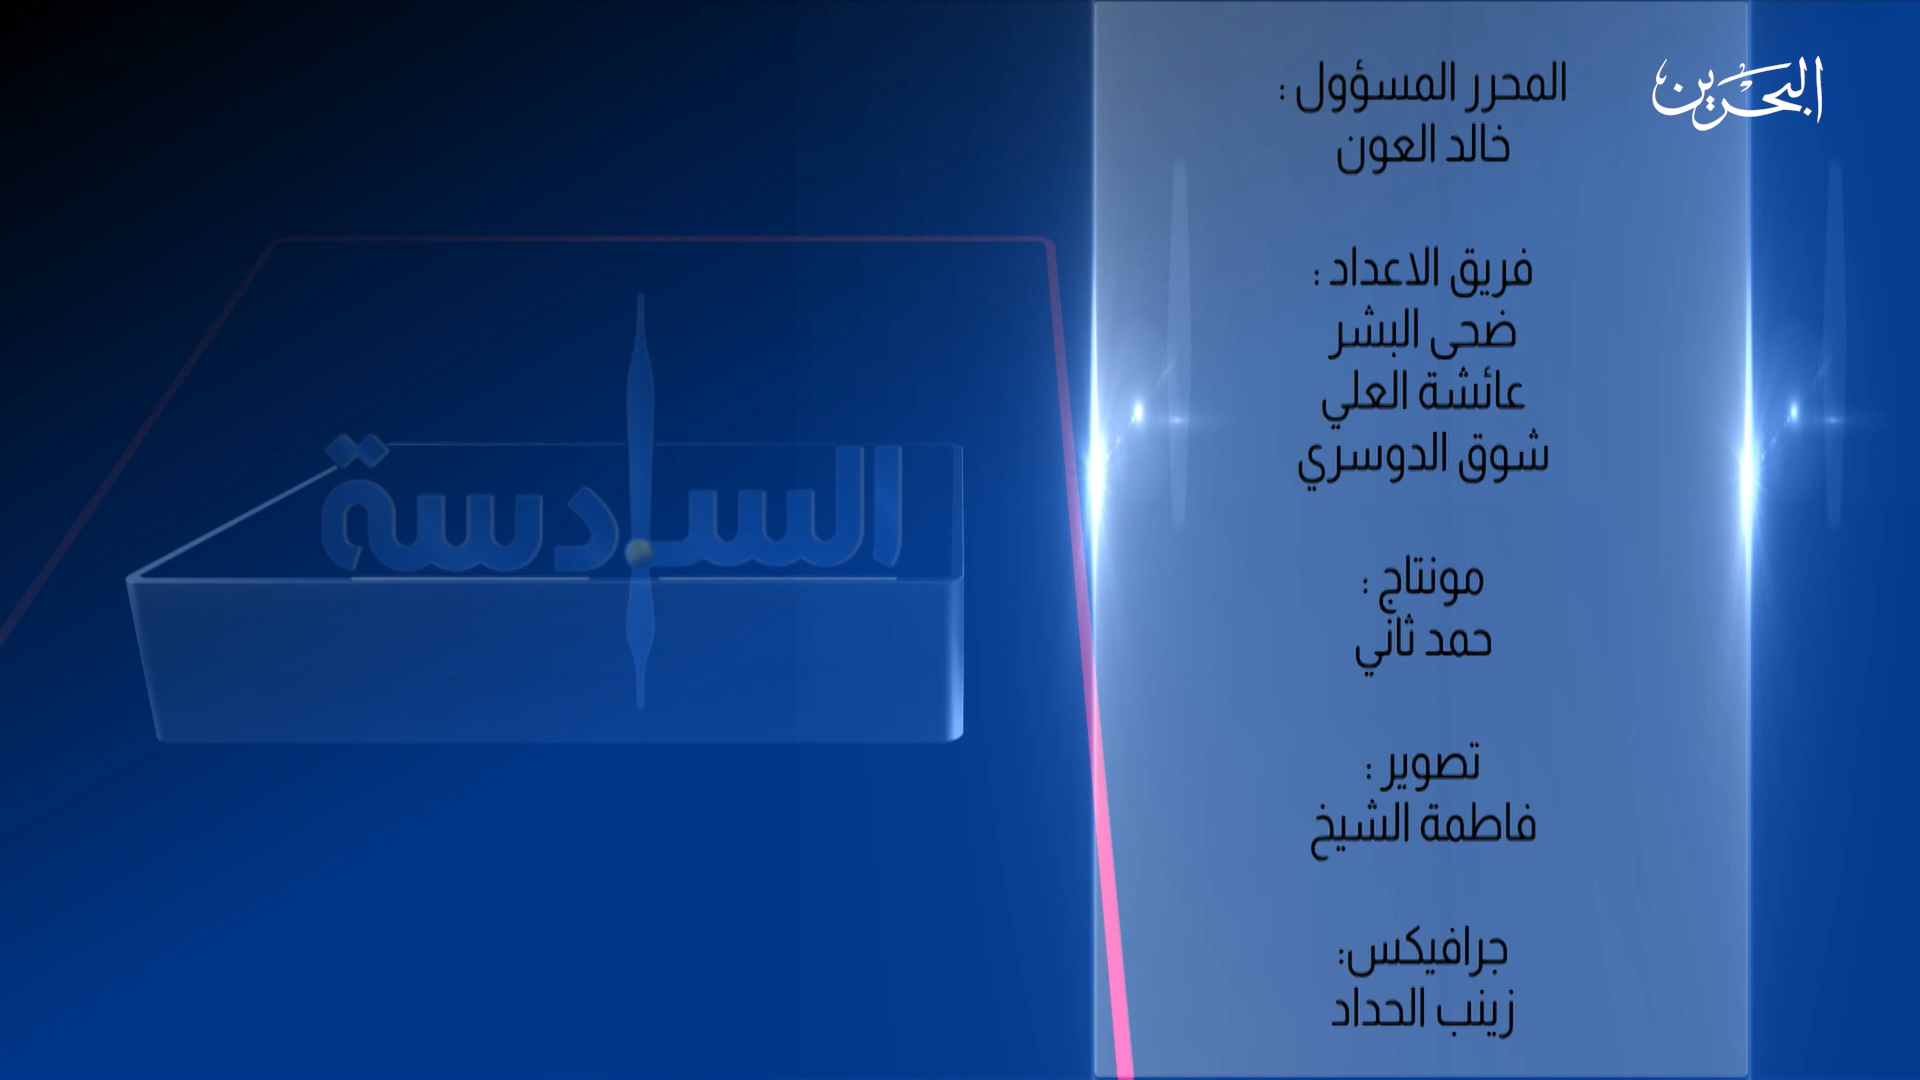 البحرين
المحرر المسؤول :
خالد العون
فريق الاعداد :
ضحى البشر
عائشة العلي
شوق الدوسري
مونتاج :
حمد ثاني
تصوير :
فاطمة الشيخ
جرافيكس:
زينب الحداد
السادسة